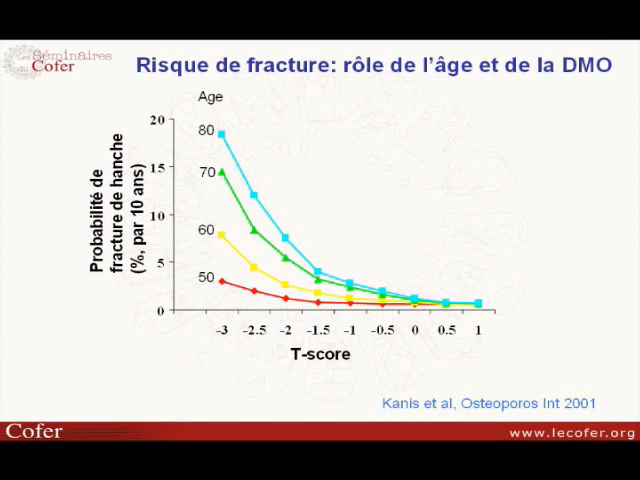 Les Séminaires
du Cofer
Risque de fracture: rôle de l'âge et de la DMO
Age
Probabilité de
fracture de hanche
(%, par 10 ans)
20
15
10
5
0
80
70
60
50
-3 -2.5 -2 -1.5 -1 -0.5 0 0.5 1
T-score
Kanis et al, Osteoporos Int 2001
Cofer
www.lecofer.org